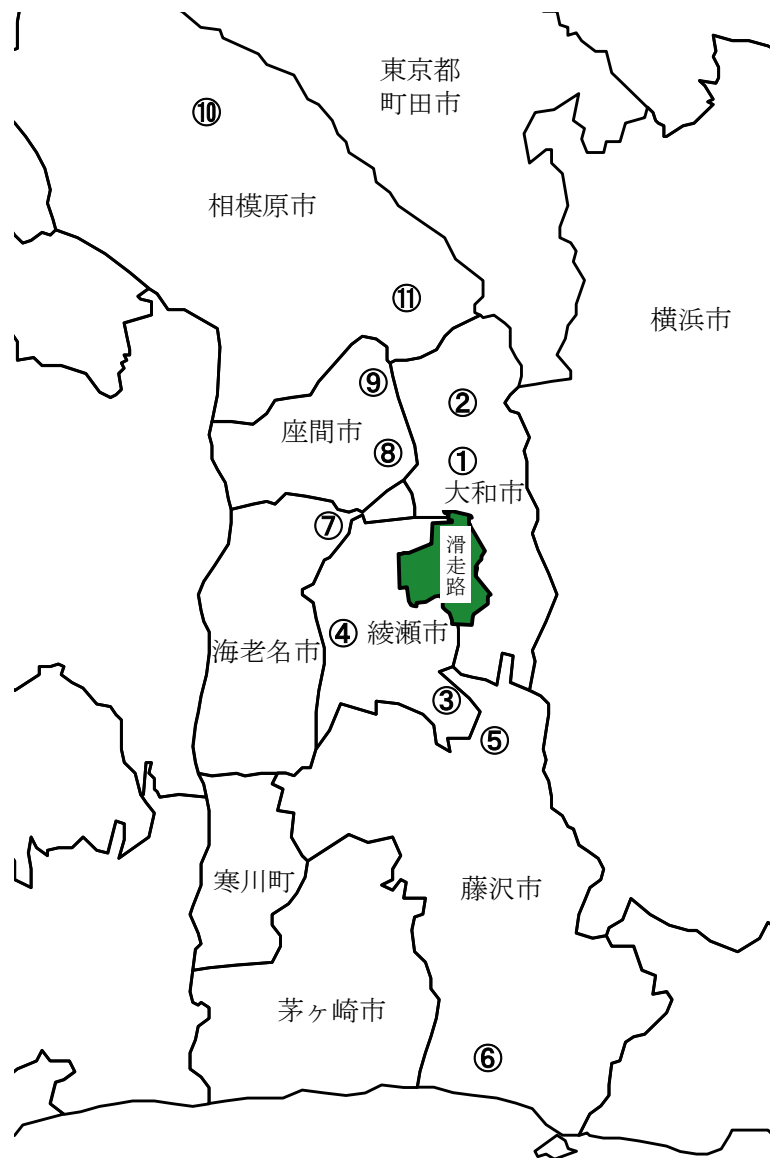 東京都
町田市
⑩
相模原市
⑪
横浜市
⑨
②
座間市
⑧
①
大和市
⑦
滑走路
④
綾瀬市
海老名市
③
⑤
寒川町
藤沢市
茅ヶ崎市
⑥